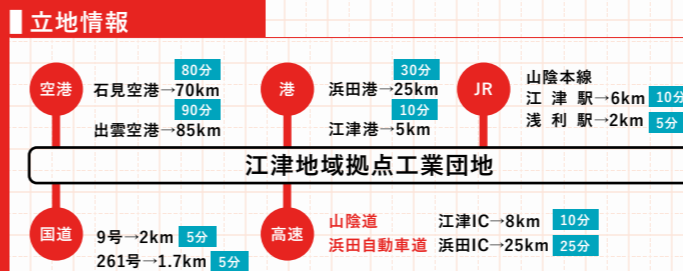 立地情報
空港
80分
石見空港→70km
90分
出雲空港→85km
港
30分
浜田港→25km
10分
江津港→5km
JR
山陰本線
江津駅→6km 10分
浅利駅→2km 5分
江津地域拠点工業団地
国道
9号→2km 5分
261号→1.7km 5分
高速
山陰道 江津IC→8km 10分
浜田自動車道 浜田IC→25km 25分